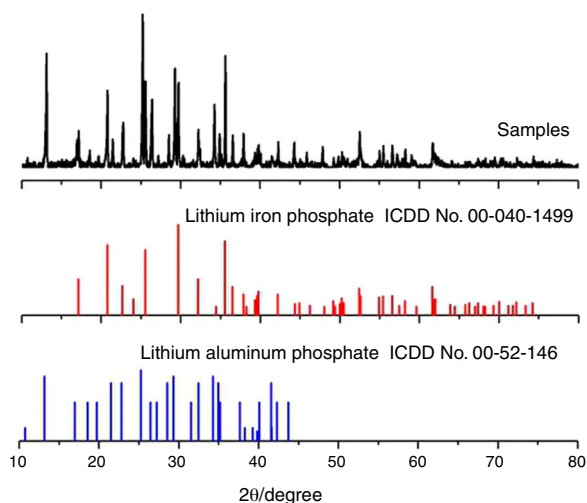 Samples
Lithium iron phosphate ICDD No. 00-040-1499
Lithium aluminum phosphate ICDD No. 00-52-146
10 20 30 40 50 60 70 80
2θ/degree